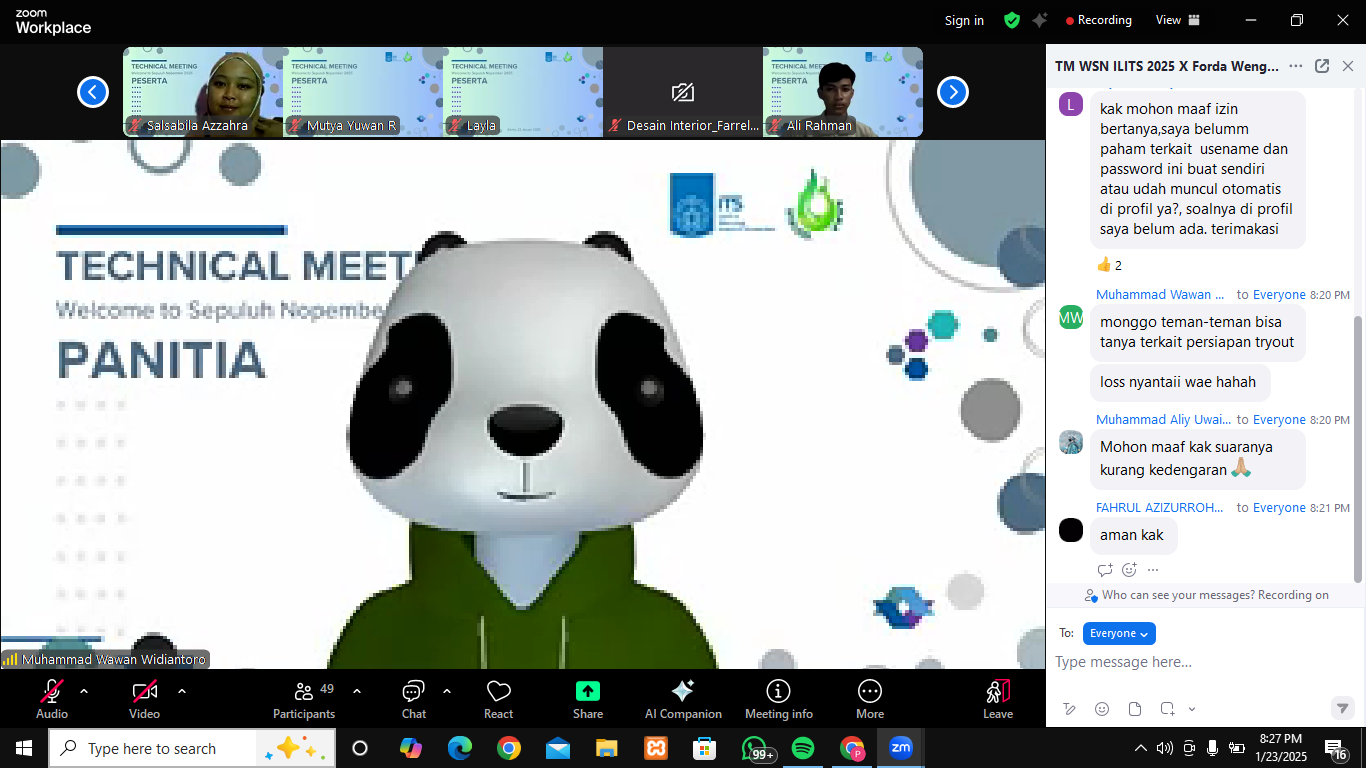 zoom
Workplace
Sign in
Recording
View
TECHNICAL MEETING
PESERTA
Salsabila Azzahra
TECHNICAL MEETING
PESERTA
Mutya Yuwan R
TECHNICAL MEETING
PESERTA
Layla
Desain Interior_Farrel...
TECHNICAL MEETING
PESERTA
Ali Rahman
ITS
TECHNICAL MEETI
Welcome to Sepuluh Nopembe
PANITIA
Muhammad Wawan Widiantoro
TM WSN ILITS 2025 X Forda Weng...
L
kak mohon maaf izin
bertanya,saya belumm
paham terkait usename dan
password ini buat sendiri
atau udah muncul otomatis
di profil ya?, soalnya di profil
saya belum ada. terimakasi
👍 2
Muhammad Wawan ... to Everyone 8:20 PM
MW
monggo teman-teman bisa
tanya terkait persiapan tryout
loss nyantaii wae hahah
Muhammad Aliy Uwai... to Everyone 8:20 PM
Mohon maaf kak suaranya
kurang kedengaran 🙏
FAHRUL AZIZURROH... to Everyone 8:21 PM
aman kak
Who can see your messages? Recording on
To: Everyone
Type message here...
Audio
Video
Participants
49
Chat
React
Share
AI Companion
Meeting info
More
Leave
Type here to search
99+
P
zm
8:27 PM
1/23/2025
16